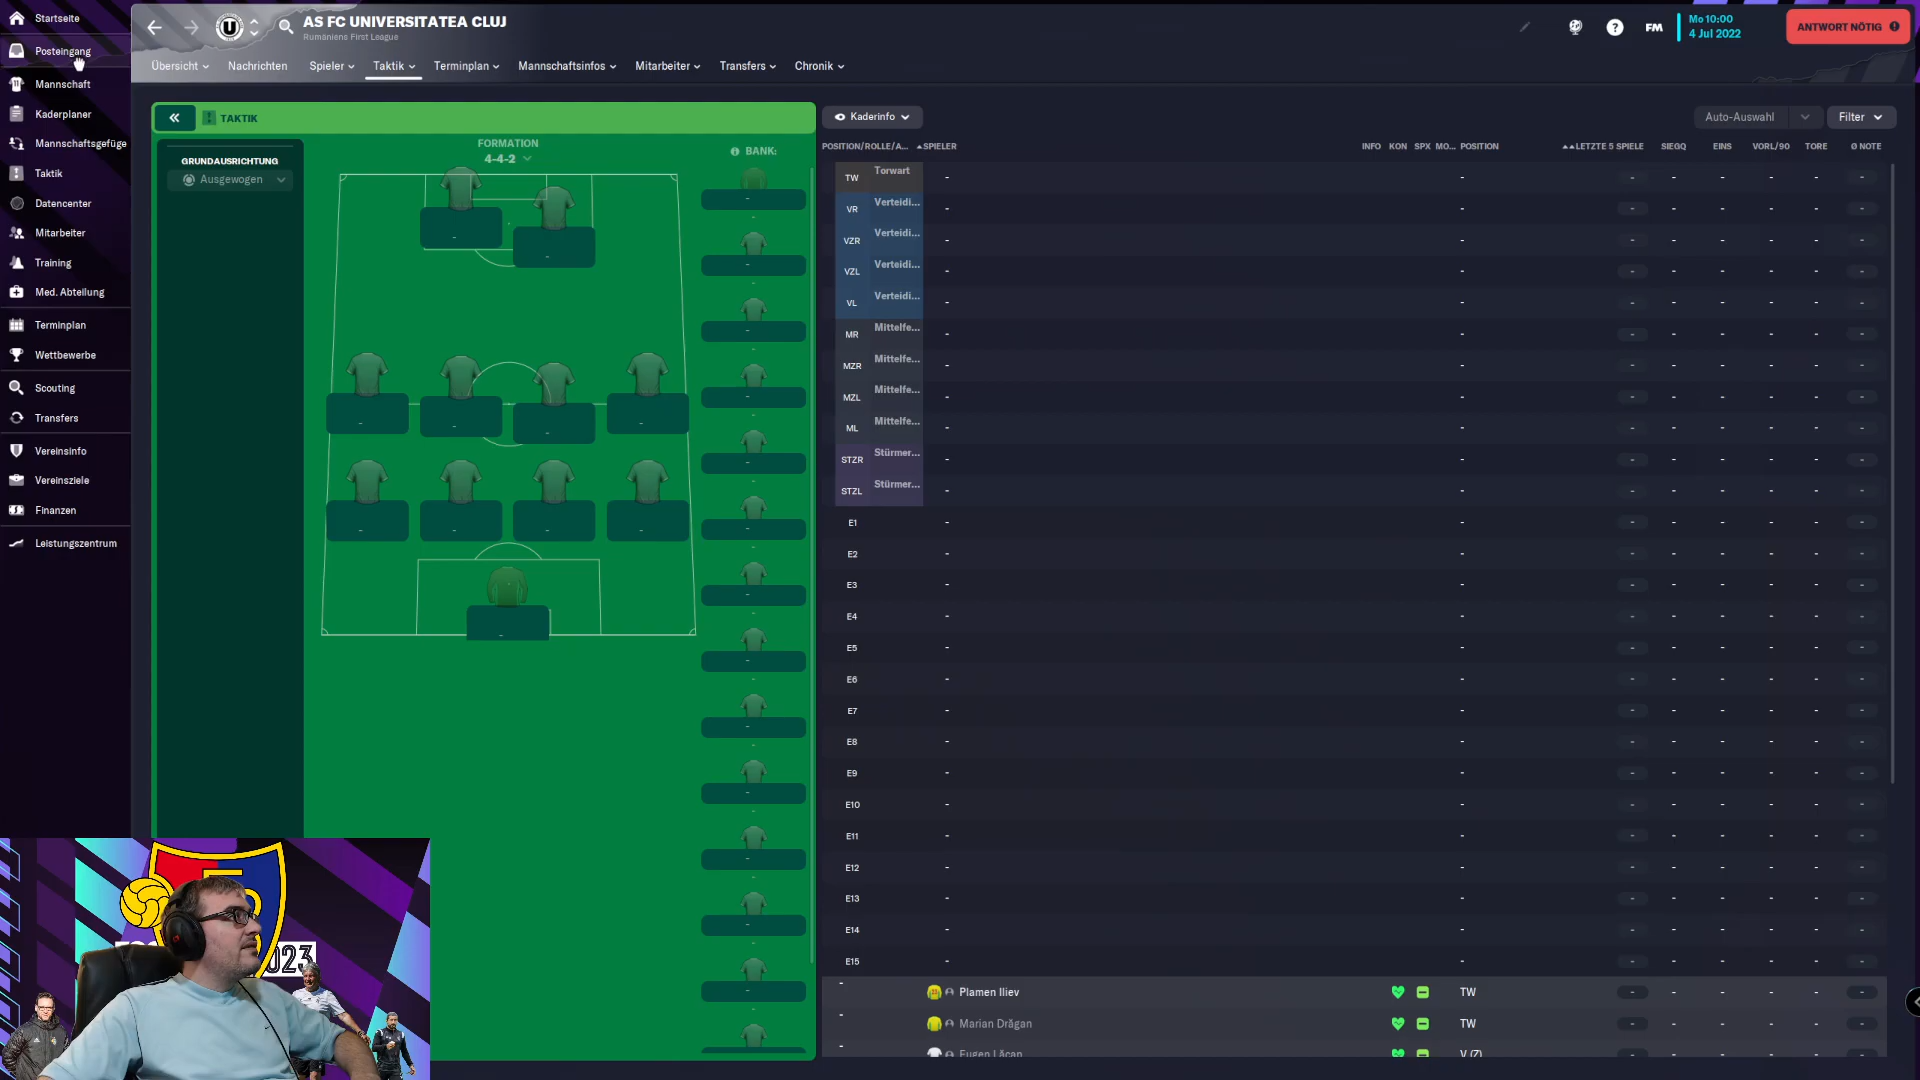 Startseite
Posteingang
Mannschaft
Kaderplaner
Mannschaftsgefüge
Taktik
Datencenter
Mitarbeiter
Training
Med. Abteilung
Terminplan
Wettbewerbe
Scouting
Transfers
Vereinsinfo
Vereinsziele
Finanzen
Leistungszentrum
AS FC UNIVERSITATEA CLUJ
Rumäniens First League
Übersicht
Nachrichten
Spieler
Taktik
Terminplan
Mannschaftsinfos
Mitarbeiter
Transfers
Chronik
FM
Mo 10:00
4 Jul 2022
ANTWORT NÖTIG
TAKTIK
GRUNDAUSRICHTUNG
Ausgewogen
FORMATION
4-4-2
BANK:
Kaderinfo
Auto-Auswahl
Filter
POSITION/ROLLE/A... SPIELER INFO KON SPX MO... POSITION LETZTE 5 SPIELE SIEGQ EINS VORL/90 TORE Ø NOTE
TW Torwart - - - - - - - -
VR Verteidi... - - - - - - - -
VZR Verteidi... - - - - - - - -
VZL Verteidi... - - - - - - - -
VL Verteidi... - - - - - - - -
MR Mittelfe... - - - - - - - -
MZR Mittelfe... - - - - - - - -
MZL Mittelfe... - - - - - - - -
ML Mittelfe... - - - - - - - -
STZR Stürmer... - - - - - - - -
STZL Stürmer... - - - - - - - -
E1 - - - - - - - -
E2 - - - - - - - -
E3 - - - - - - - -
E4 - - - - - - - -
E5 - - - - - - - -
E6 - - - - - - - -
E7 - - - - - - - -
E8 - - - - - - - -
E9 - - - - - - - -
E10 - - - - - - - -
E11 - - - - - - - -
E12 - - - - - - - -
E13 - - - - - - - -
E14 - - - - - - - -
E15 - - - - - - - -
- Plamen Iliev TW - - - - - -
- Marian Drăgan TW - - - - - -
- Eugen Lăcan V (Z) - - - - - -